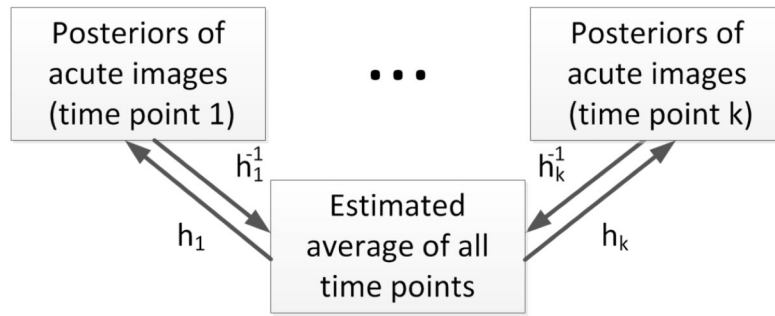 Posteriors of
acute images
(time point 1)
...
Posteriors of
acute images
(time point k)
h₁⁻¹
hₖ⁻¹
h₁
Estimated
average of all
time points
hₖ